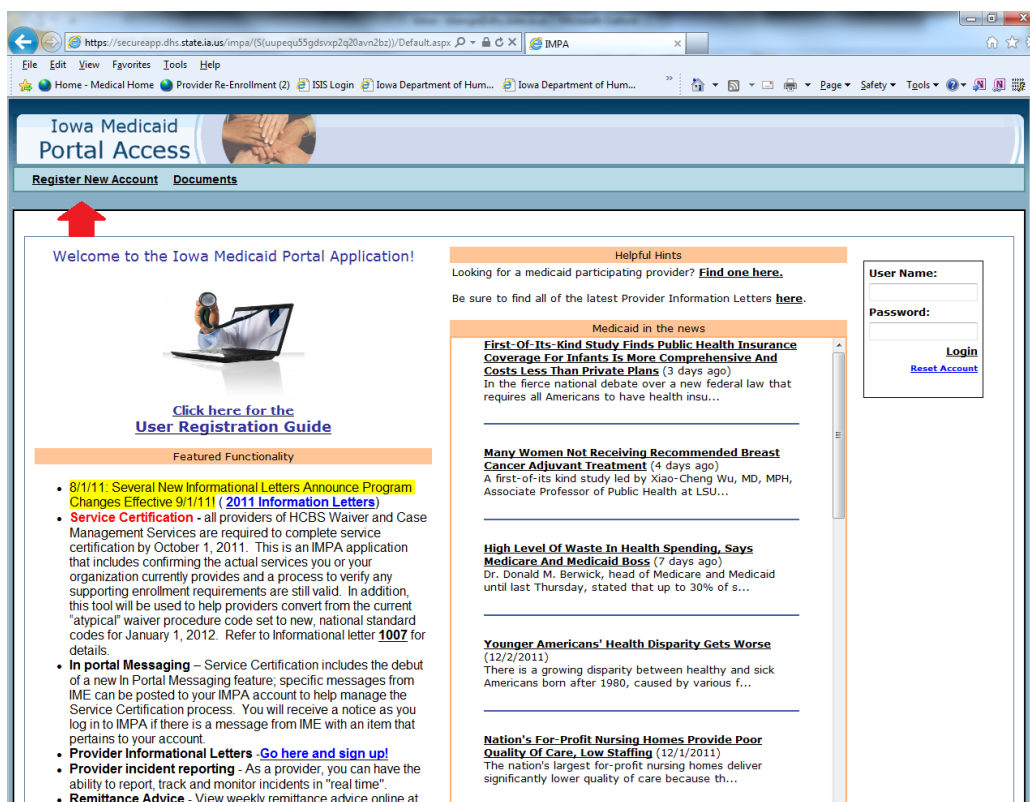 https://secureapp.dhs.state.ia.us/impa/(S(uupequ55gdsvxp2q20avn2bz))/Default.aspx
IMPA
File Edit View Favorites Tools Help
Home - Medical Home Provider Re-Enrollment (2) ISIS Login Iowa Department of Hum... Iowa Department of Hum... » Page Safety Tools
Iowa Medicaid
Portal Access
Register New Account Documents
Welcome to the Iowa Medicaid Portal Application!
Click here for the
User Registration Guide
Featured Functionality
• 8/1/11: Several New Informational Letters Announce Program
Changes Effective 9/1/11! ( 2011 Information Letters)
• Service Certification - all providers of HCBS Waiver and Case
Management Services are required to complete service
certification by October 1, 2011. This is an IMPA application
that includes confirming the actual services you or your
organization currently provides and a process to verify any
supporting enrollment requirements are still valid. In addition,
this tool will be used to help providers convert from the current
"atypical" waiver procedure code set to new, national standard
codes for January 1, 2012. Refer to Informational letter 1007 for
details.
• In portal Messaging – Service Certification includes the debut
of a new In Portal Messaging feature; specific messages from
IME can be posted to your IMPA account to help manage the
Service Certification process. You will receive a notice as you
log in to IMPA if there is a message from IME with an item that
pertains to your account.
• Provider Informational Letters -Go here and sign up!
• Provider incident reporting - As a provider, you can have the
ability to report, track and monitor incidents in "real time".
• Remittance Advice - View weekly remittance advice online at
Helpful Hints
Looking for a medicaid participating provider? Find one here.
Be sure to find all of the latest Provider Information Letters here.
Medicaid in the news
First-Of-Its-Kind Study Finds Public Health Insurance
Coverage For Infants Is More Comprehensive And
Costs Less Than Private Plans (3 days ago)
In the fierce national debate over a new federal law that
requires all Americans to have health insu...
Many Women Not Receiving Recommended Breast
Cancer Adjuvant Treatment (4 days ago)
A first-of-its kind study led by Xiao-Cheng Wu, MD, MPH,
Associate Professor of Public Health at LSU...
High Level Of Waste In Health Spending, Says
Medicare And Medicaid Boss (7 days ago)
Dr. Donald M. Berwick, head of Medicare and Medicaid
until last Thursday, stated that up to 30% of s...
Younger Americans' Health Disparity Gets Worse
(12/2/2011)
There is a growing disparity between healthy and sick
Americans born after 1980, caused by various f...
Nation's For-Profit Nursing Homes Provide Poor
Quality Of Care, Low Staffing (12/1/2011)
The nation's largest for-profit nursing homes deliver
significantly lower quality of care because th...
User Name:
Password:
Login
Reset Account